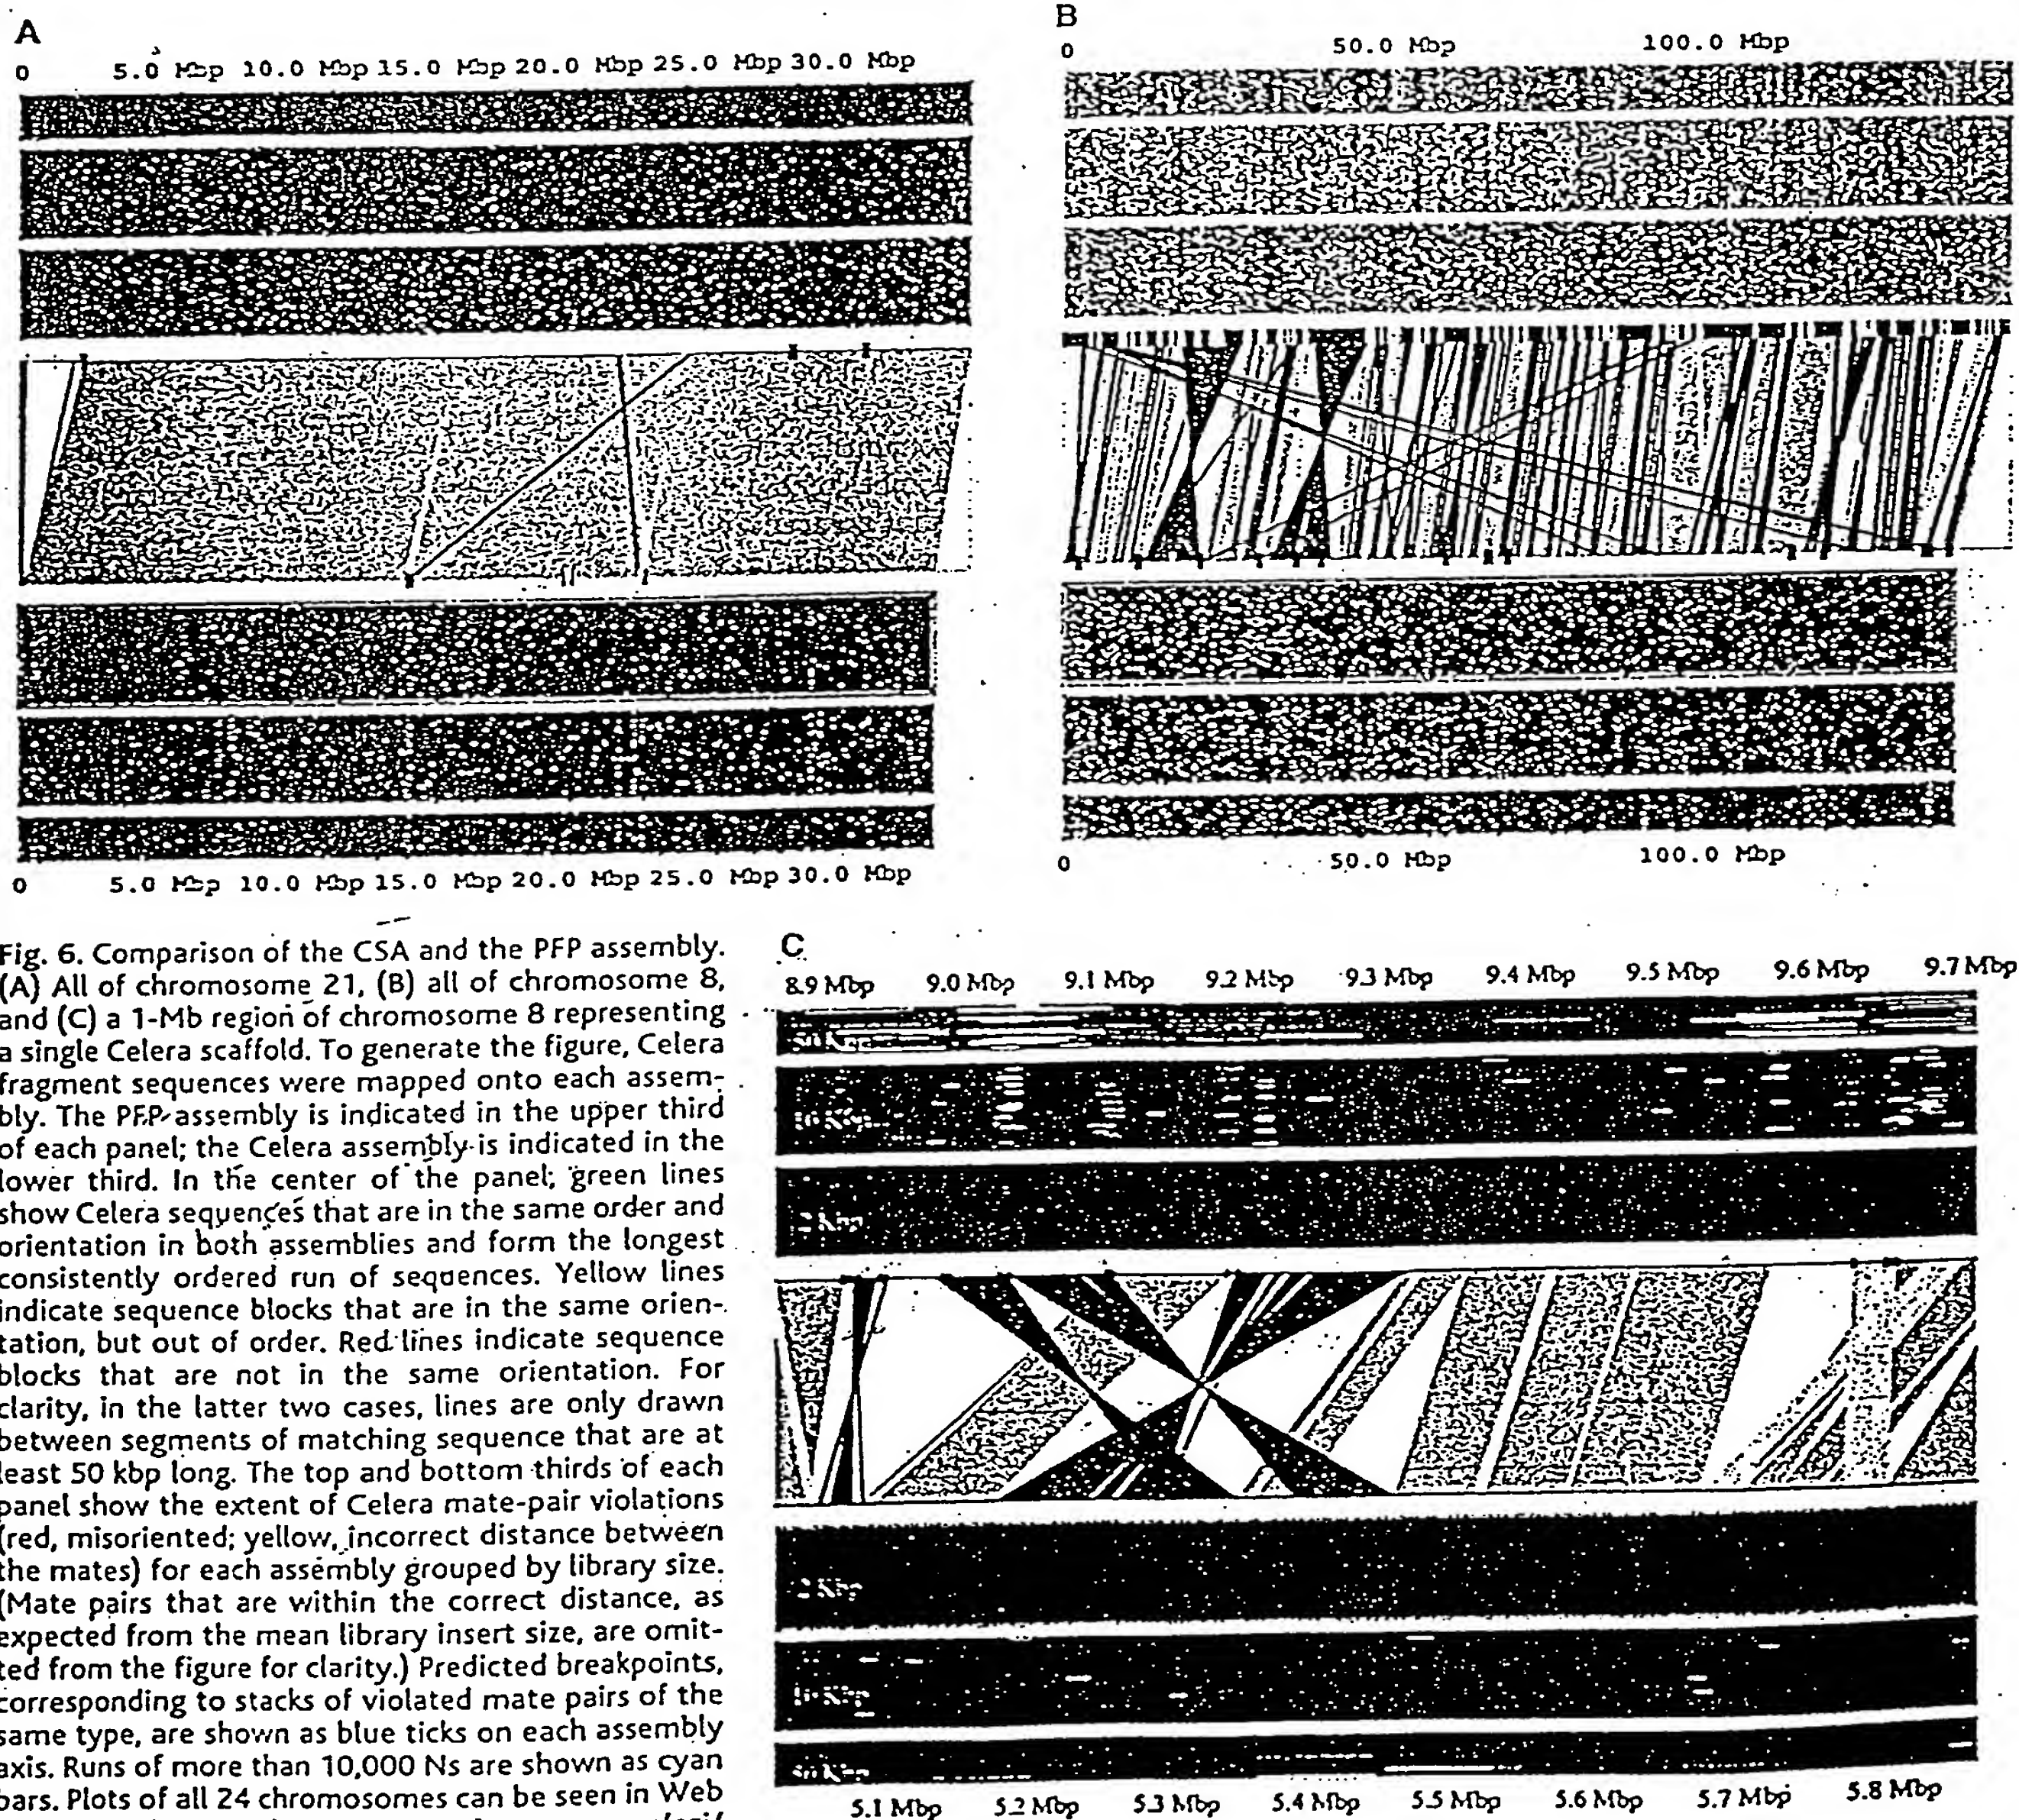 A
0 5.0 Mbp 10.0 Mbp 15.0 Mbp 20.0 Mbp 25.0 Mbp 30.0 Mbp
0 5.0 Mbp 10.0 Mbp 15.0 Mbp 20.0 Mbp 25.0 Mbp 30.0 Mbp
B
0 50.0 Mbp 100.0 Mbp
0 50.0 Mbp 100.0 Mbp
Fig. 6. Comparison of the CSA and the PFP assembly.
(A) All of chromosome 21, (B) all of chromosome 8,
and (C) a 1-Mb region of chromosome 8 representing
a single Celera scaffold. To generate the figure, Celera
fragment sequences were mapped onto each assem-
bly. The PFP assembly is indicated in the upper third
of each panel; the Celera assembly is indicated in the
lower third. In the center of the panel, green lines
show Celera sequences that are in the same order and
orientation in both assemblies and form the longest
consistently ordered run of sequences. Yellow lines
indicate sequence blocks that are in the same orien-
tation, but out of order. Red lines indicate sequence
blocks that are not in the same orientation. For
clarity, in the latter two cases, lines are only drawn
between segments of matching sequence that are at
least 50 kbp long. The top and bottom thirds of each
panel show the extent of Celera mate-pair violations
(red, misoriented; yellow, incorrect distance between
the mates) for each assembly grouped by library size.
(Mate pairs that are within the correct distance, as
expected from the mean library insert size, are omit-
ted from the figure for clarity.) Predicted breakpoints,
corresponding to stacks of violated mate pairs of the
same type, are shown as blue ticks on each assembly
axis. Runs of more than 10,000 Ns are shown as cyan
bars. Plots of all 24 chromosomes can be seen in Web
C
8.9 Mbp 9.0 Mbp 9.1 Mbp 9.2 Mbp 9.3 Mbp 9.4 Mbp 9.5 Mbp 9.6 Mbp 9.7 Mbp
50 Kbp
10 Kbp
2 Kbp
2 Kbp
10 Kbp
50 Kbp
5.1 Mbp 5.2 Mbp 5.3 Mbp 5.4 Mbp 5.5 Mbp 5.6 Mbp 5.7 Mbp 5.8 Mbp